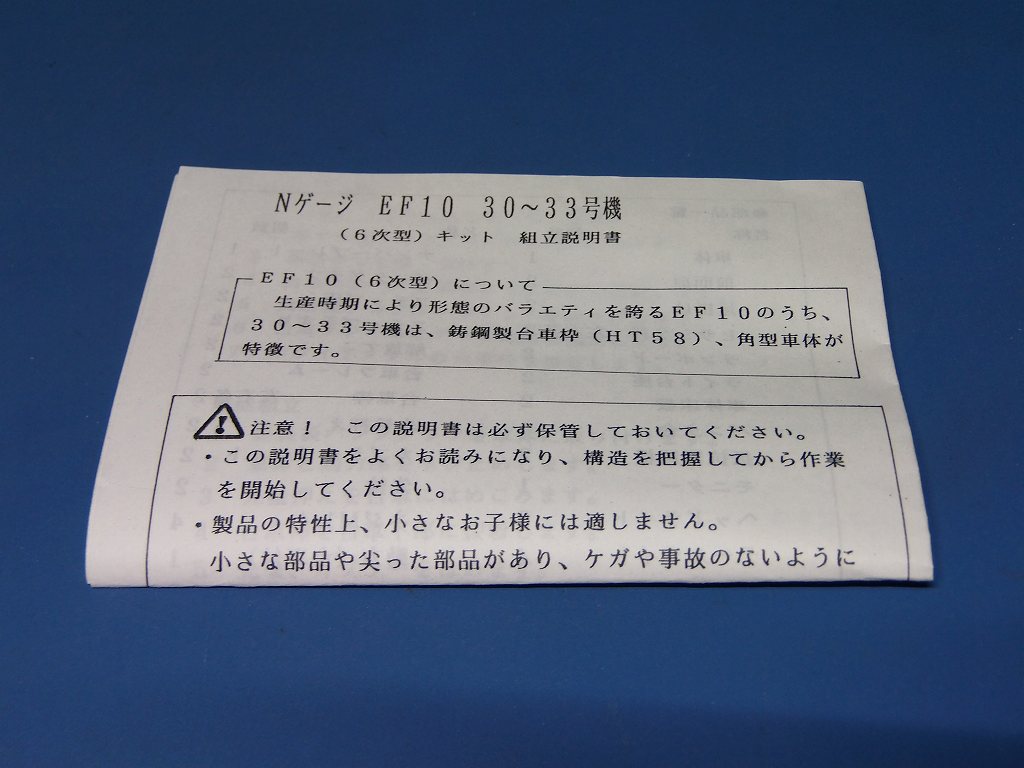 Nゲージ　EF10　30～33号機
（6次型）キット　組立説明書
EF10（6次型）について
生産時期により形態のバラエティを誇るEF10のうち、
30～33号機は、鋳鋼製台車枠（HT58）、角型車体が
特徴です。
注意！　この説明書は必ず保管しておいてください。
・この説明書をよくお読みになり、構造を把握してから作業
を開始してください。
・製品の特性上、小さなお子様には適しません。
小さな部品や尖った部品があり、ケガや事故のないように